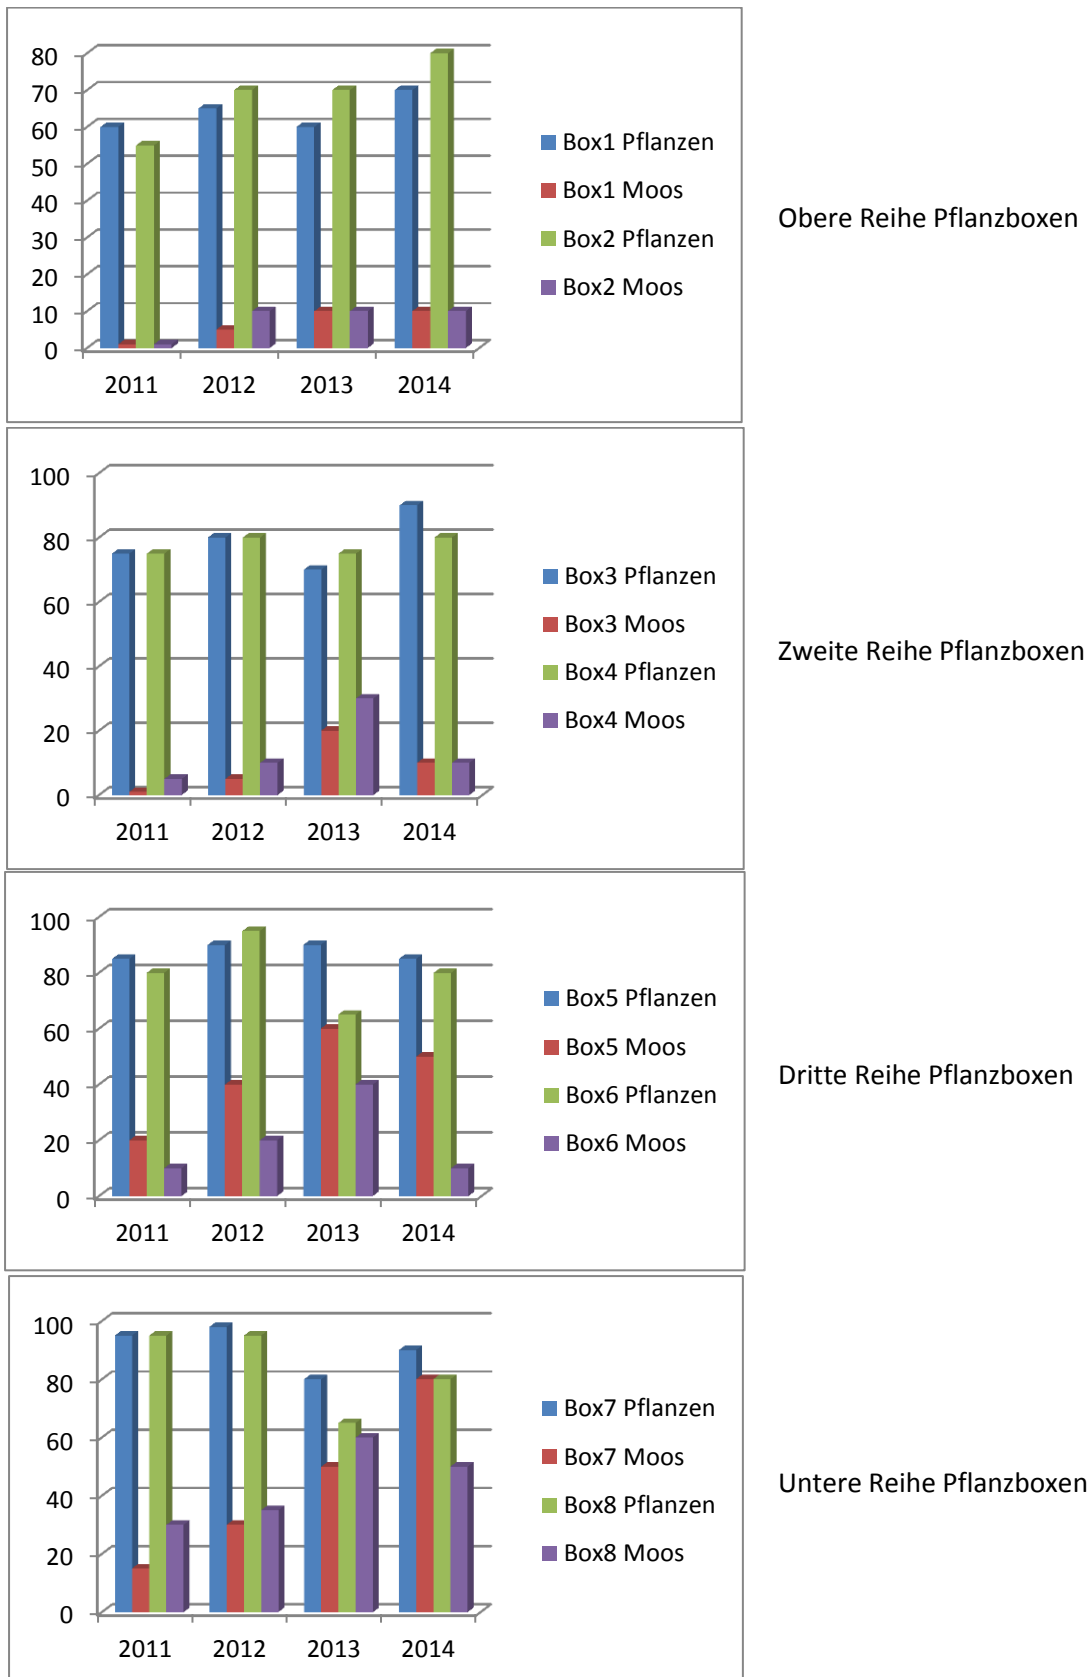 80
70
60
50
40
30
20
10
0
2011 2012 2013 2014
Box1 Pflanzen
Box1 Moos
Box2 Pflanzen
Box2 Moos
Obere Reihe Pflanzboxen
100
80
60
40
20
0
2011 2012 2013 2014
Box3 Pflanzen
Box3 Moos
Box4 Pflanzen
Box4 Moos
Zweite Reihe Pflanzboxen
100
80
60
40
20
0
2011 2012 2013 2014
Box5 Pflanzen
Box5 Moos
Box6 Pflanzen
Box6 Moos
Dritte Reihe Pflanzboxen
100
80
60
40
20
0
2011 2012 2013 2014
Box7 Pflanzen
Box7 Moos
Box8 Pflanzen
Box8 Moos
Untere Reihe Pflanzboxen